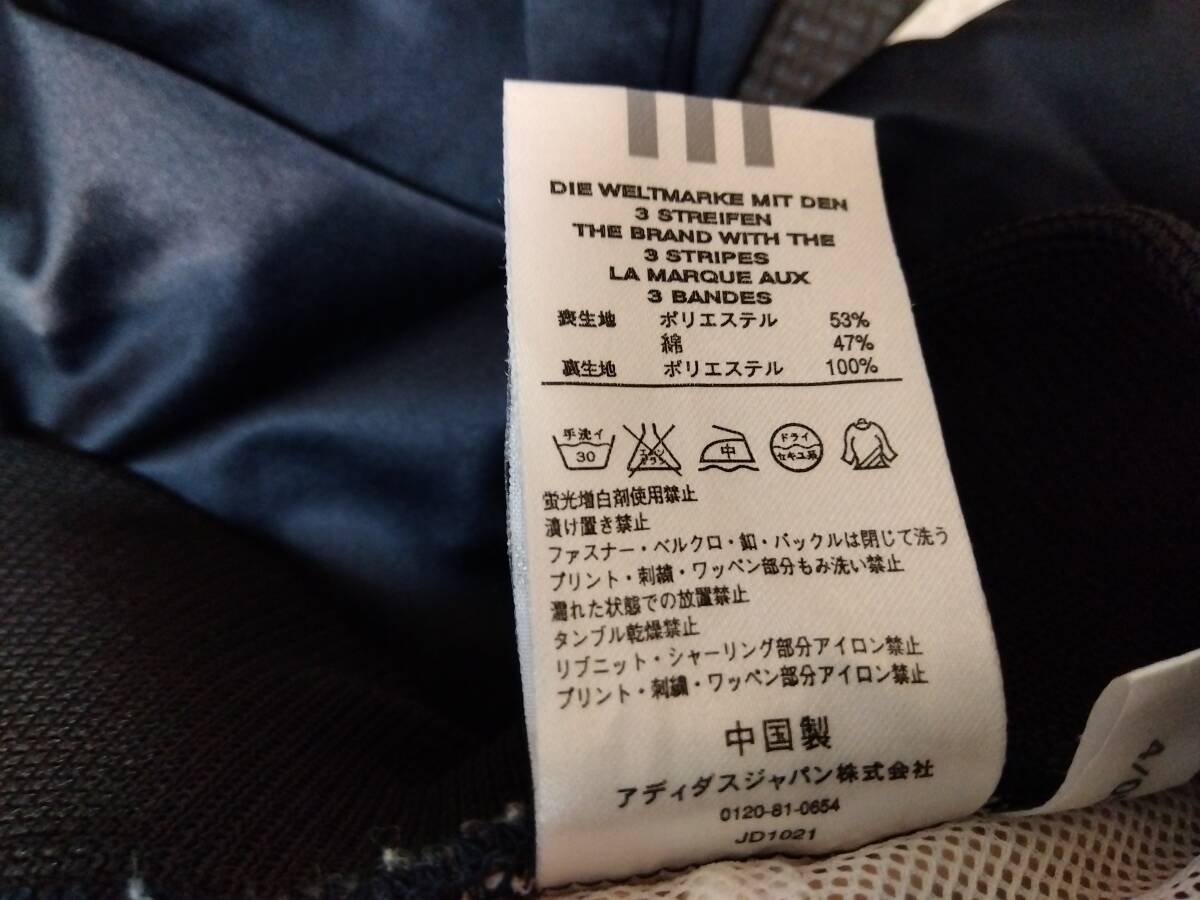 DIE WELTMARKE MIT DEN
3 STREIFEN
THE BRAND WITH THE
3 STRIPES
LA MARQUE AUX
3 BANDES
表生地 ポリエステル 53%
綿 47%
裏生地 ポリエステル 100%
手洗イ 30 エンソサラシ 中 ドライ セキユ系
蛍光増白剤使用禁止
漬け置き禁止
ファスナー・ベルクロ・釦・バックルは閉じて洗う
プリント・刺繍・ワッペン部分もみ洗い禁止
濡れた状態での放置禁止
タンブル乾燥禁止
リブニット・シャーリング部分アイロン禁止
プリント・刺繍・ワッペン部分アイロン禁止
中国製
アディダスジャパン株式会社
0120-81-0654
JD1021